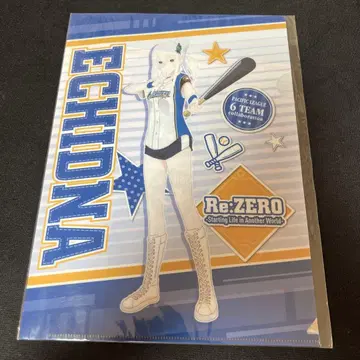 ECHIDNA
PACIFIC LEAGUE
6 TEAM
collaboration
Re:ZERO
-Starting Life in Another World-